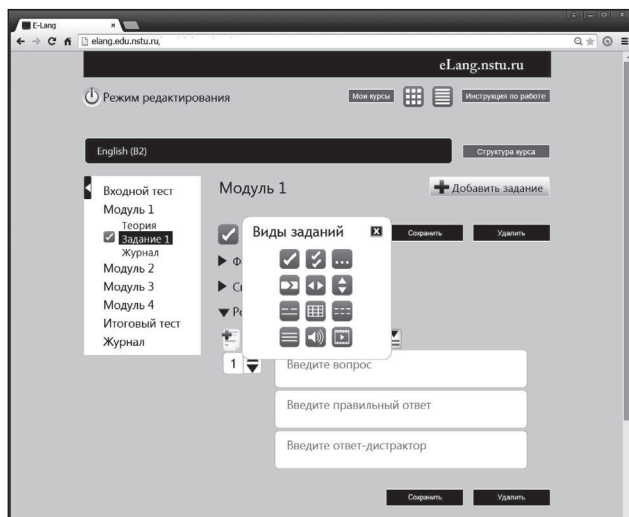 E-Lang
elang.edu.nstu.ru,
eLang.nstu.ru
Режим редактирования
Мои курсы
Инструкция по работе
English (B2)
Структура курса
Входной тест
Модуль 1
Теория
Задание 1
Журнал
Модуль 2
Модуль 3
Модуль 4
Итоговый тест
Журнал
Модуль 1
Добавить задание
Виды заданий
Сохранить
Удалить
1
Введите вопрос
Введите правильный ответ
Введите ответ-дистрактор
Сохранить
Удалить